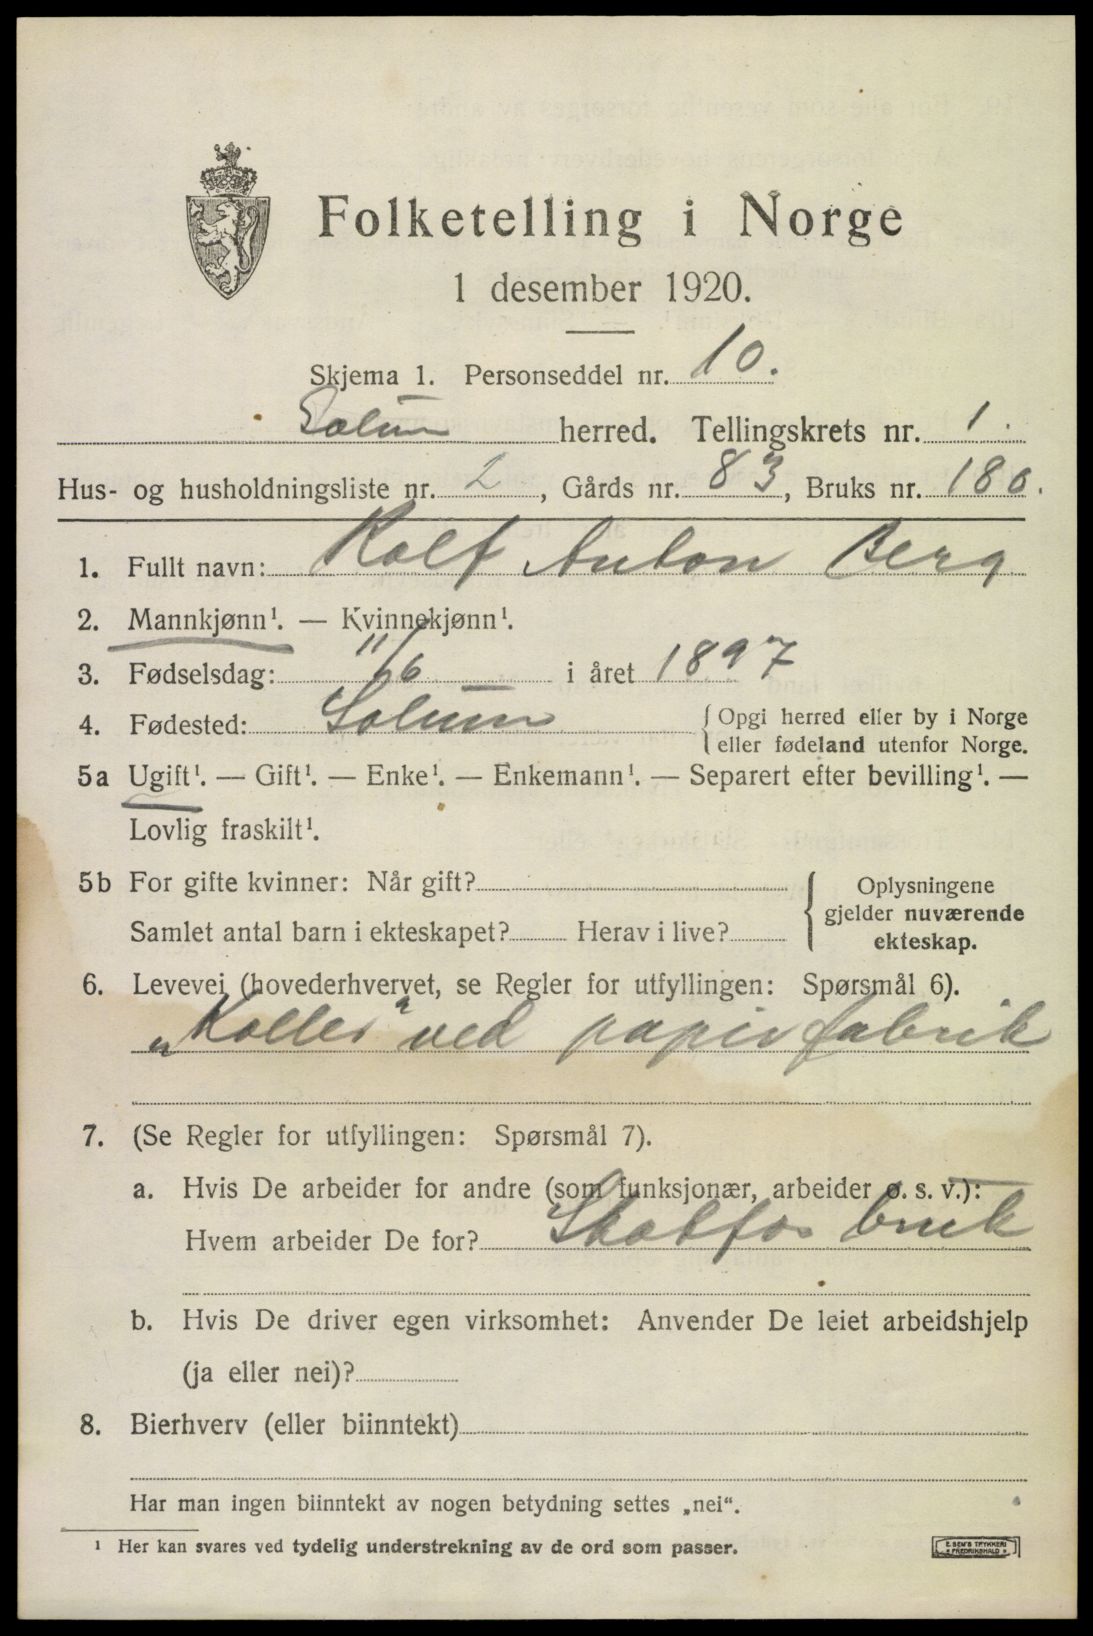 Folketelling i Norge
1 desember 1920.
Skjema 1. Personseddel nr. 10.
Solum herred. Tellingskrets nr. 1.
Hus- og husholdningsliste nr. 2, Gårds nr. 83, Bruks nr. 180.
1. Fullt navn: Rolf Anton Berg
2. Mannkjønn¹. — Kvinnekjønn¹.
3. Fødselsdag: 11/6 i året 1897
4. Fødested: Solum { Opgi herred eller by i Norge
eller fødeland utenfor Norge.
5a Ugift¹. — Gift¹. — Enke¹. — Enkemann¹. — Separert efter bevilling¹. —
Lovlig fraskilt¹.
5b For gifte kvinner: Når gift? { Oplysningene
gjelder nuværende
Samlet antal barn i ekteskapet? Herav i live? ekteskap.
6. Levevei (hovederhvervet, se Regler for utfyllingen: Spørsmål 6).
„Koller" ved papirfabrik
7. (Se Regler for utfyllingen: Spørsmål 7).
a. Hvis De arbeider for andre (som funksjonær, arbeider o. s. v.):
Hvem arbeider De for? Skotfos bruk
b. Hvis De driver egen virksomhet: Anvender De leiet arbeidshjelp
(ja eller nei)?
8. Bierhverv (eller biinntekt)
Har man ingen biinntekt av nogen betydning settes „nei“.
¹ Her kan svares ved tydelig understrekning av de ord som passer.
E. SEM'S TRYKKERI
FREDRIKSHALD